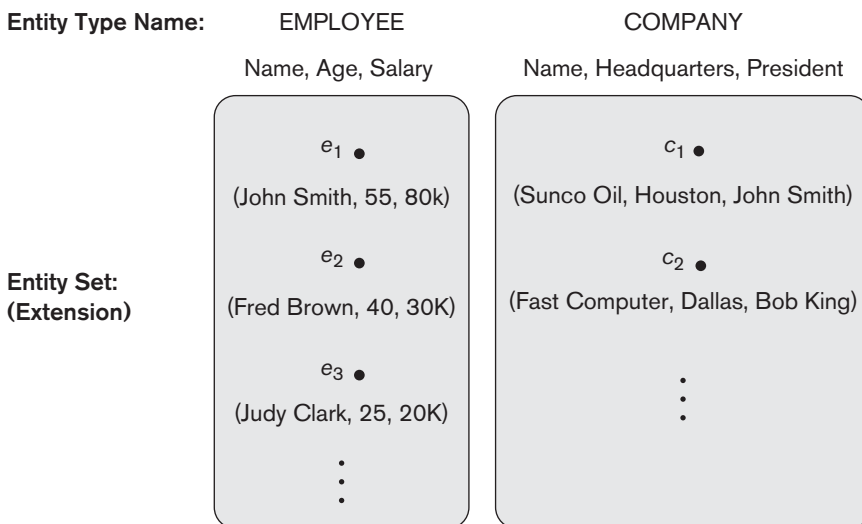 Entity Type Name: EMPLOYEE COMPANY
Name, Age, Salary Name, Headquarters, President
e1 c1
(John Smith, 55, 80k) (Sunco Oil, Houston, John Smith)
e2 c2
Entity Set:
(Extension)
(Fred Brown, 40, 30K) (Fast Computer, Dallas, Bob King)
e3
(Judy Clark, 25, 20K)